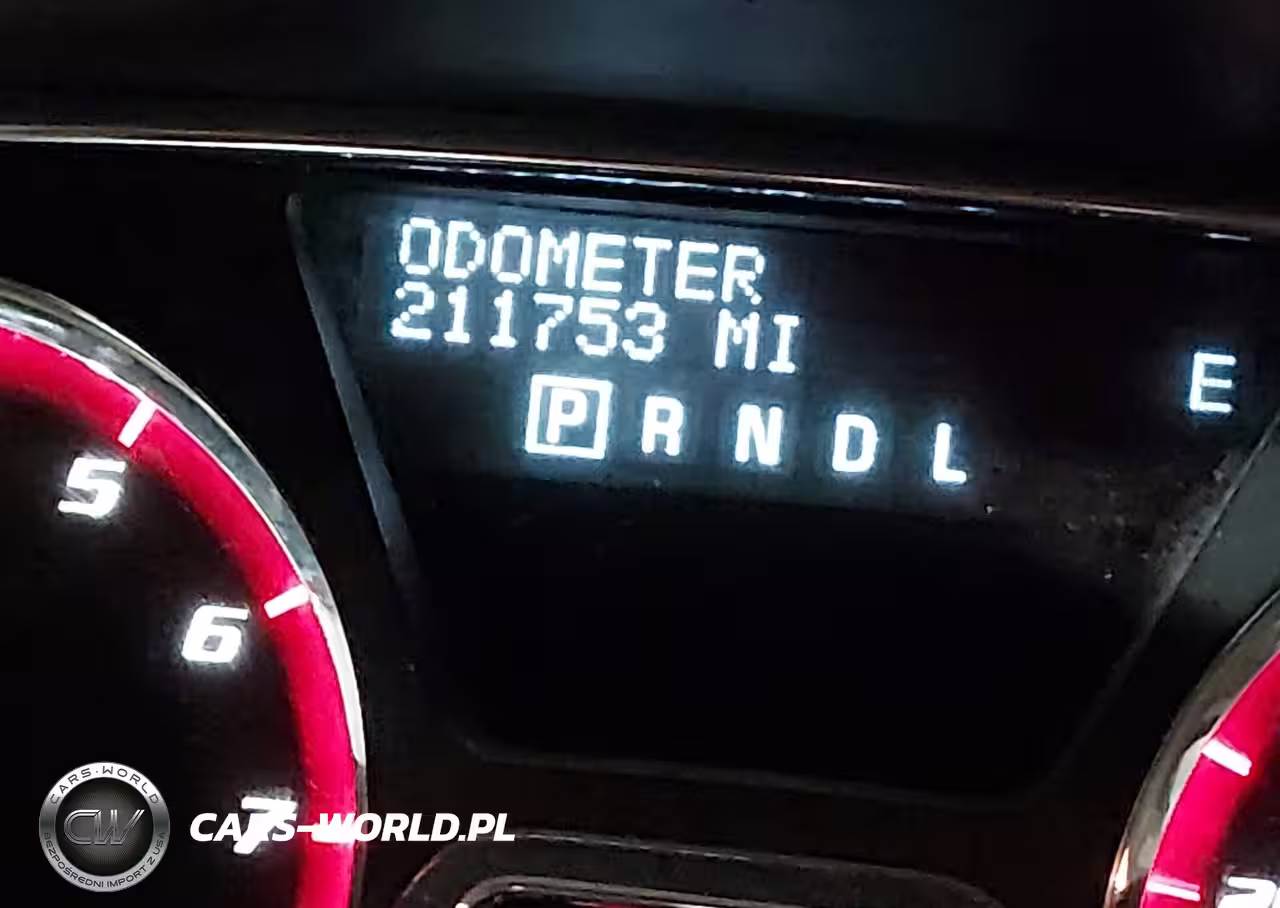 ODOMETER
211753 MI
P R N D L
E
5
6
7
CARS-WORLD
CW
BEZPOŚREDNI IMPORT Z USA
CARS-WORLD.PL